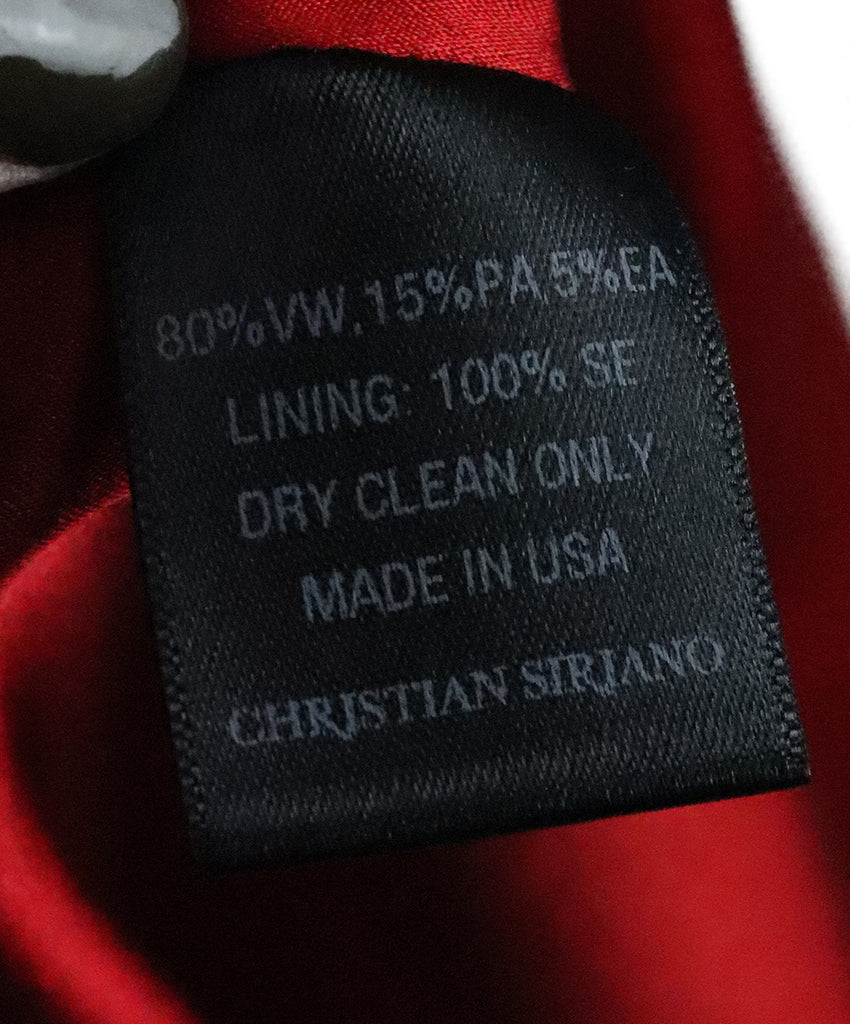 80%VW.15%PA 5%EA
LINING: 100% SE
DRY CLEAN ONLY
MADE IN USA
CHRISTIAN SIRIANO